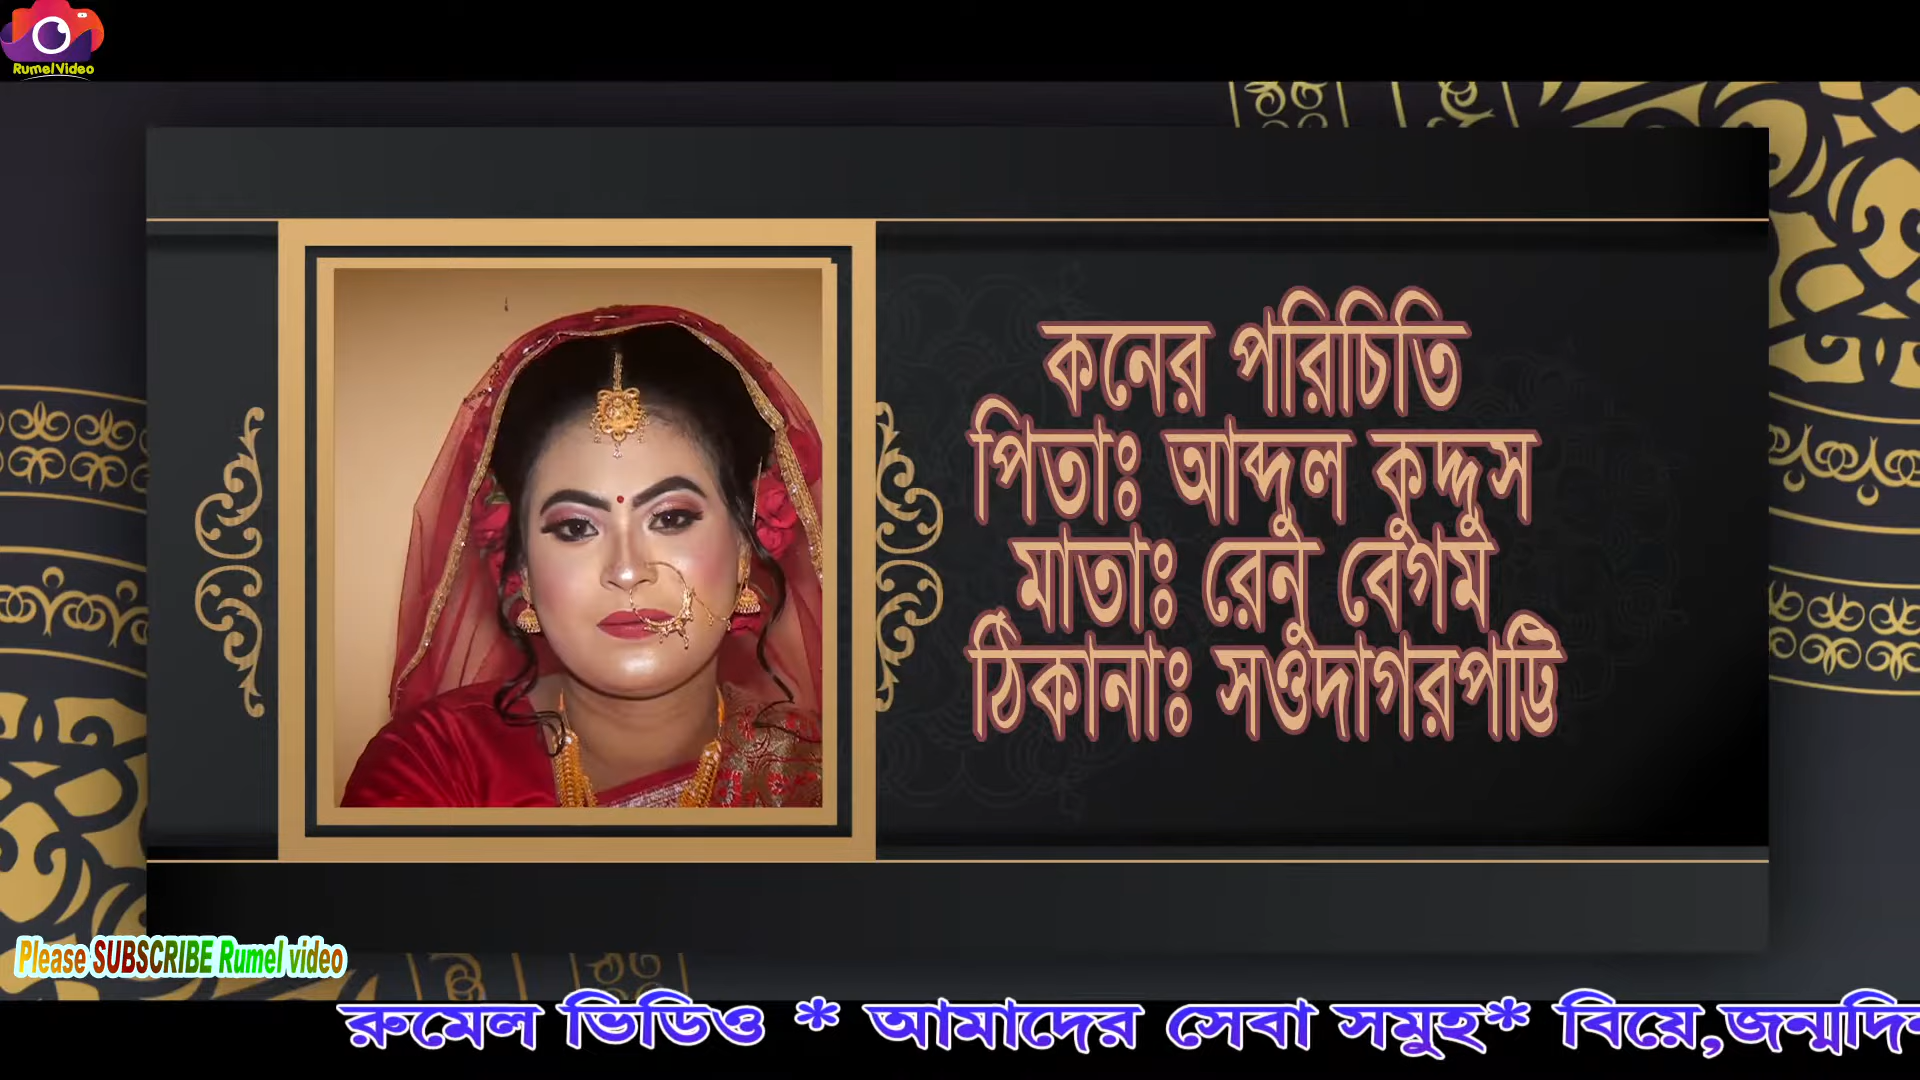 RumelVideo
কনের পরিচিতি
পিতাঃ আব্দুল কুদ্দুস
মাতাঃ রেনু বেগম
ঠিকানাঃ সওদাগরপট্টি
Please SUBSCRIBE Rumel video
রুমেল ভিডিও * আমাদের সেবা সমুহ* বিয়ে,জন্মদিন